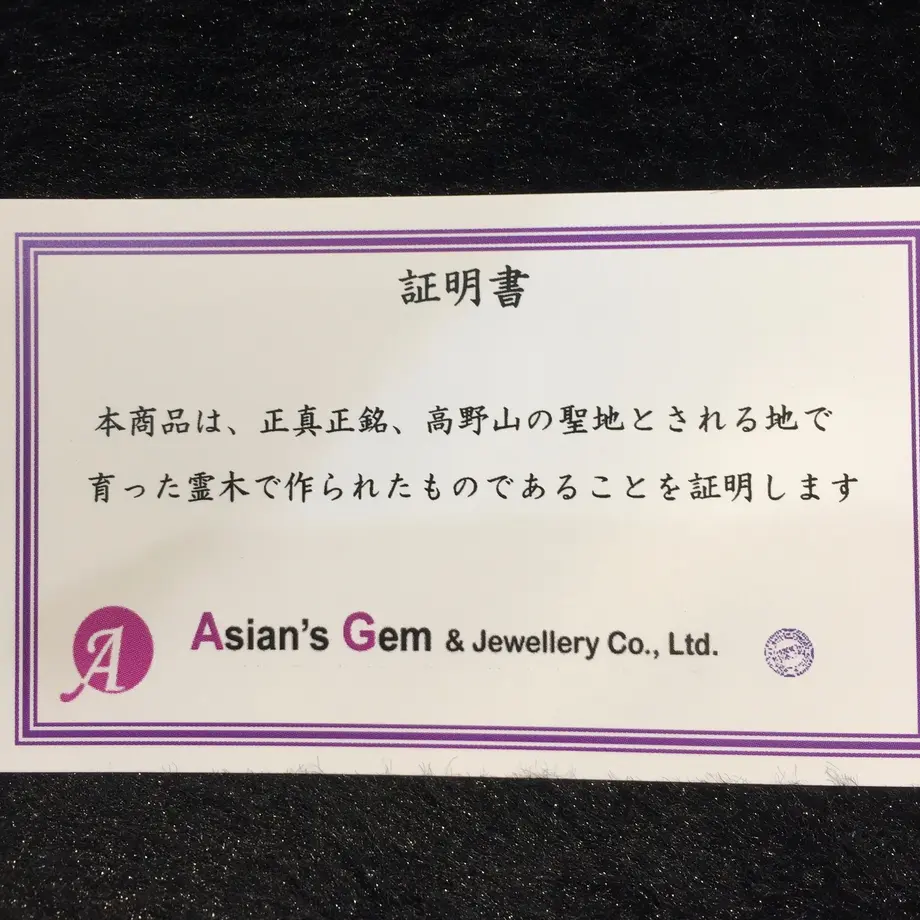 証明書
本商品は、正真正銘、高野山の聖地とされる地で
育った霊木で作られたものであることを証明します
A
Asian's Gem & Jewellery Co., Ltd.